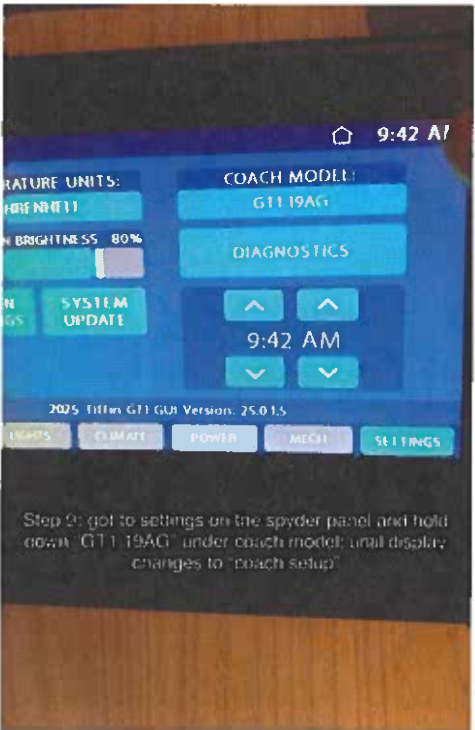 9:42 A
RATURE UNITS:
HRENHEIT
COACH MODEL:
GT1 19AG
N BRIGHTNESS 80%
DIAGNOSTICS
SYSTEM
UPDATE
9:42 AM
2025 Tiffin GT1 GUI Version: 25.0.1.5
LIGHTS CLIMATE POWER MECH SETTINGS
Step 9: got to settings on the spyder panel and hold
down "GT1 19AG" under coach model; until display
changes to "coach setup"